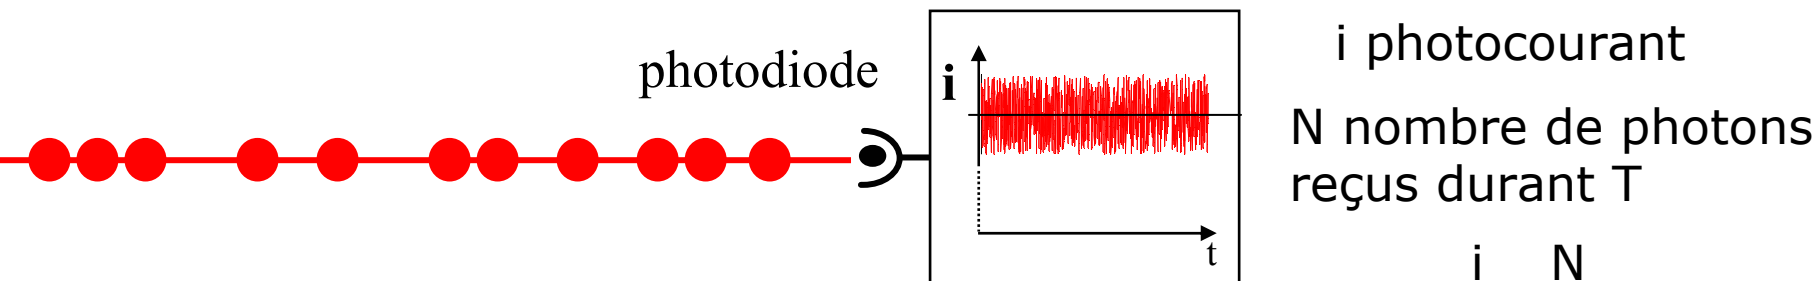 photodiode
i
t
i photocourant
N nombre de photons
reçus durant T
i N